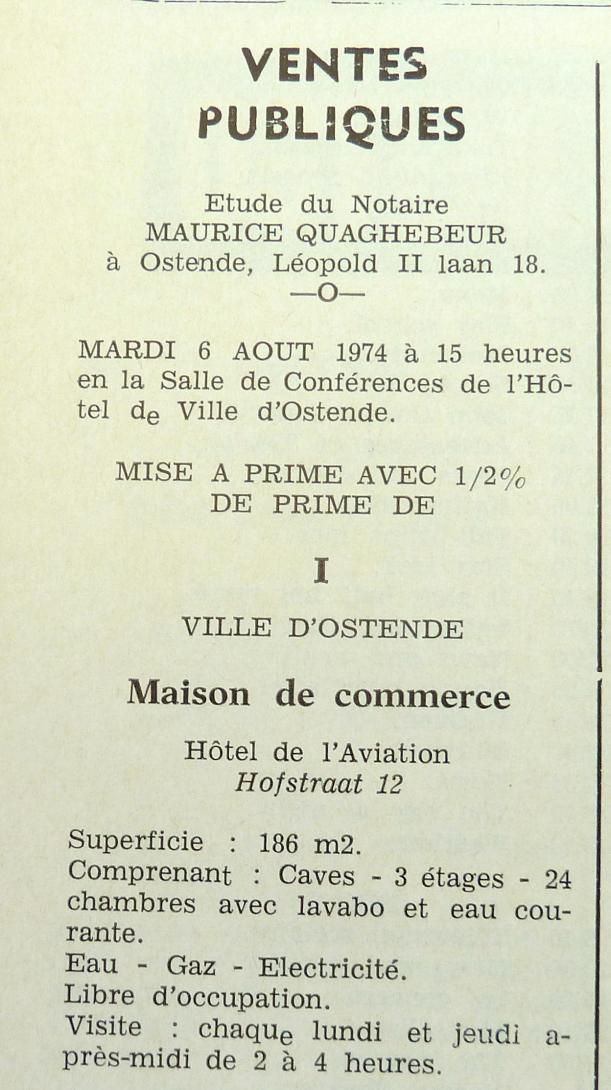 VENTES
PUBLIQUES
Etude du Notaire
MAURICE QUAGHEBEUR
à Ostende, Léopold II laan 18.
—O—
MARDI 6 AOUT 1974 à 15 heures
en la Salle de Conférences de l'Hô-
tel de Ville d'Ostende.
MISE A PRIME AVEC 1/2%
DE PRIME DE
I
VILLE D'OSTENDE
Maison de commerce
Hôtel de l'Aviation
Hofstraat 12
Superficie : 186 m2.
Comprenant : Caves - 3 étages - 24
chambres avec lavabo et eau cou-
rante.
Eau - Gaz - Electricité.
Libre d'occupation.
Visite : chaque lundi et jeudi a-
près-midi de 2 à 4 heures.